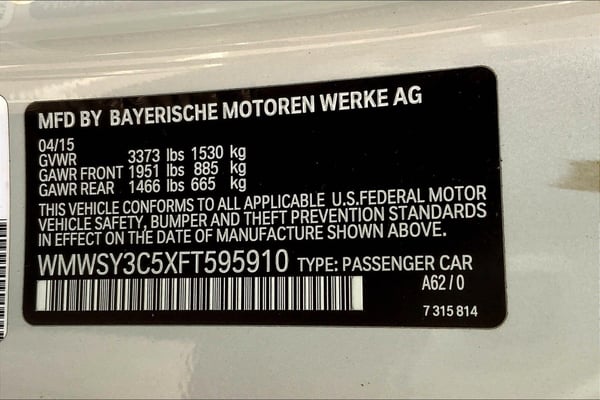 MFD BY BAYERISCHE MOTOREN WERKE AG
04/15
GVWR 3373 lbs 1530 kg
GAWR FRONT 1951 lbs 885 kg
GAWR REAR 1466 lbs 665 kg
THIS VEHICLE CONFORMS TO ALL APPLICABLE U.S.FEDERAL MOTOR
VEHICLE SAFETY, BUMPER AND THEFT PREVENTION STANDARDS
IN EFFECT ON THE DATE OF MANUFACTURE SHOWN ABOVE.
WMWSY3C5XFT595910 TYPE: PASSENGER CAR
A62 / 0
7 315 814